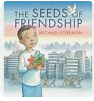 THE SEEDS OF
FRIENDSHIP
MICHAEL FOREMAN